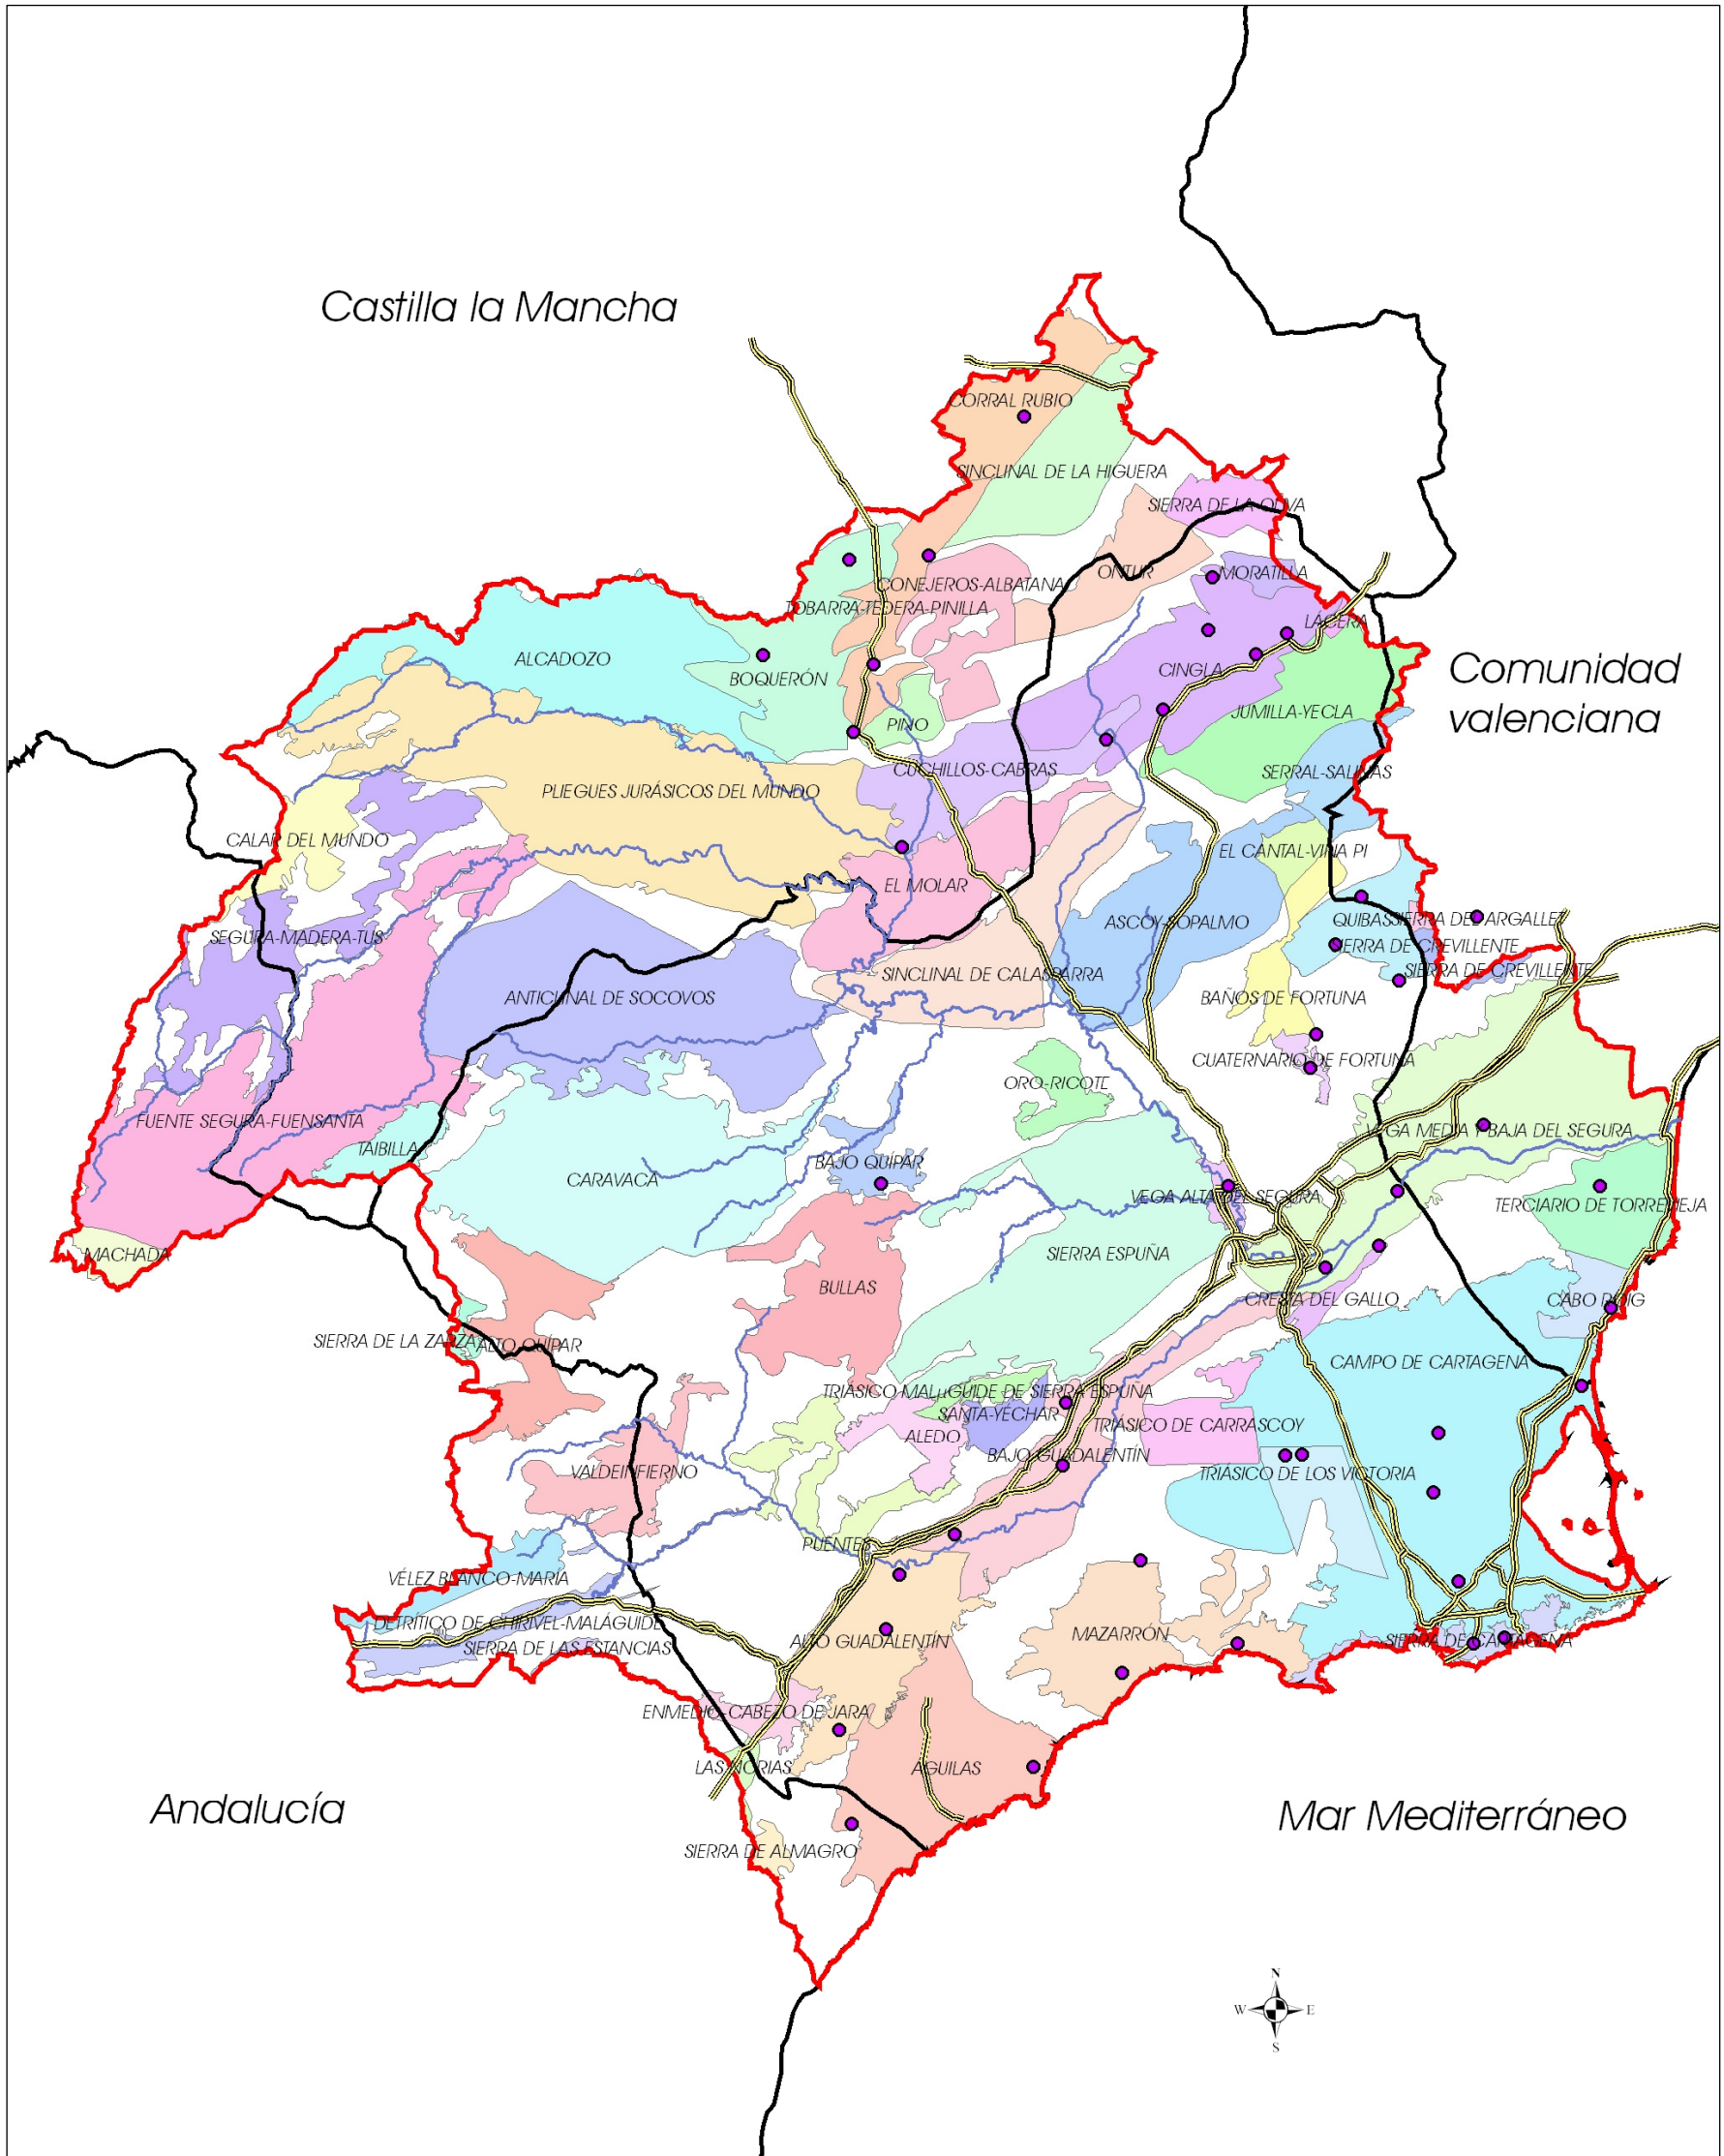 Castilla la Mancha
CORRAL RUBIO
SINCLINAL DE LA HIGUERA
SIERRA DE LA OLIVA
ONTUR
MORATILLA
CONEJEROS-ALBATANA
TOBARRA-TEDERA-PINILLA
LACERA
ALCADOZO
BOQUERÓN
CINGLA
Comunidad
valenciana
PINO
JUMILLA-YECLA
CUCHILLOS-CABRAS
SERRAL-SALINAS
PLIEGUES JURÁSICOS DEL MUNDO
CALAR DEL MUNDO
EL CANTAL-VIÑA PI
EL MOLAR
ASCOY-SOPALMO
QUIBAS
SIERRA DE ARGALLET
SEGURA-MADERA-TUS
SIERRA DE CREVILLENTE
SINCLINAL DE CALASPARRA
SIERRA DE CREVILLENTE
ANTICLINAL DE SOCOVOS
BAÑOS DE FORTUNA
CUATERNARIO DE FORTUNA
ORO-RICOTE
FUENTE SEGURA-FUENSANTA
VEGA MEDIA Y BAJA DEL SEGURA
TAIBILLA
BAJO QUÍPAR
CARAVACA
VEGA ALTA DEL SEGURA
TERCIARIO DE TORREVIEJA
MACHADA
SIERRA ESPUÑA
BULLAS
CRESTA DEL GALLO
CABO ROIG
SIERRA DE LA ZARZA
ALTO QUÍPAR
CAMPO DE CARTAGENA
TRIÁSICO MALµGUIDE DE SIERRA ESPUÑA
SANTA-YÉCHAR
TRIÁSICO DE CARRASCOY
ALEDO
BAJO GUADALENTÍN
VALDEINFIERNO
TRIÁSICO DE LOS VICTORIA
PUENTES
VÉLEZ BLANCO-MARIA
DETRÍTICO DE CHIRIVEL-MALÁGUIDE
SIERRA DE LAS ESTANCIAS
ALTO GUADALENTÍN
MAZARRÓN
SIERRA DE CARTAGENA
ENMEDIO-CABEZO DE JARA
LAS NORIAS
ÁGUILAS
Andalucía
Mar Mediterráneo
SIERRA DE ALMAGRO
N
W E
S